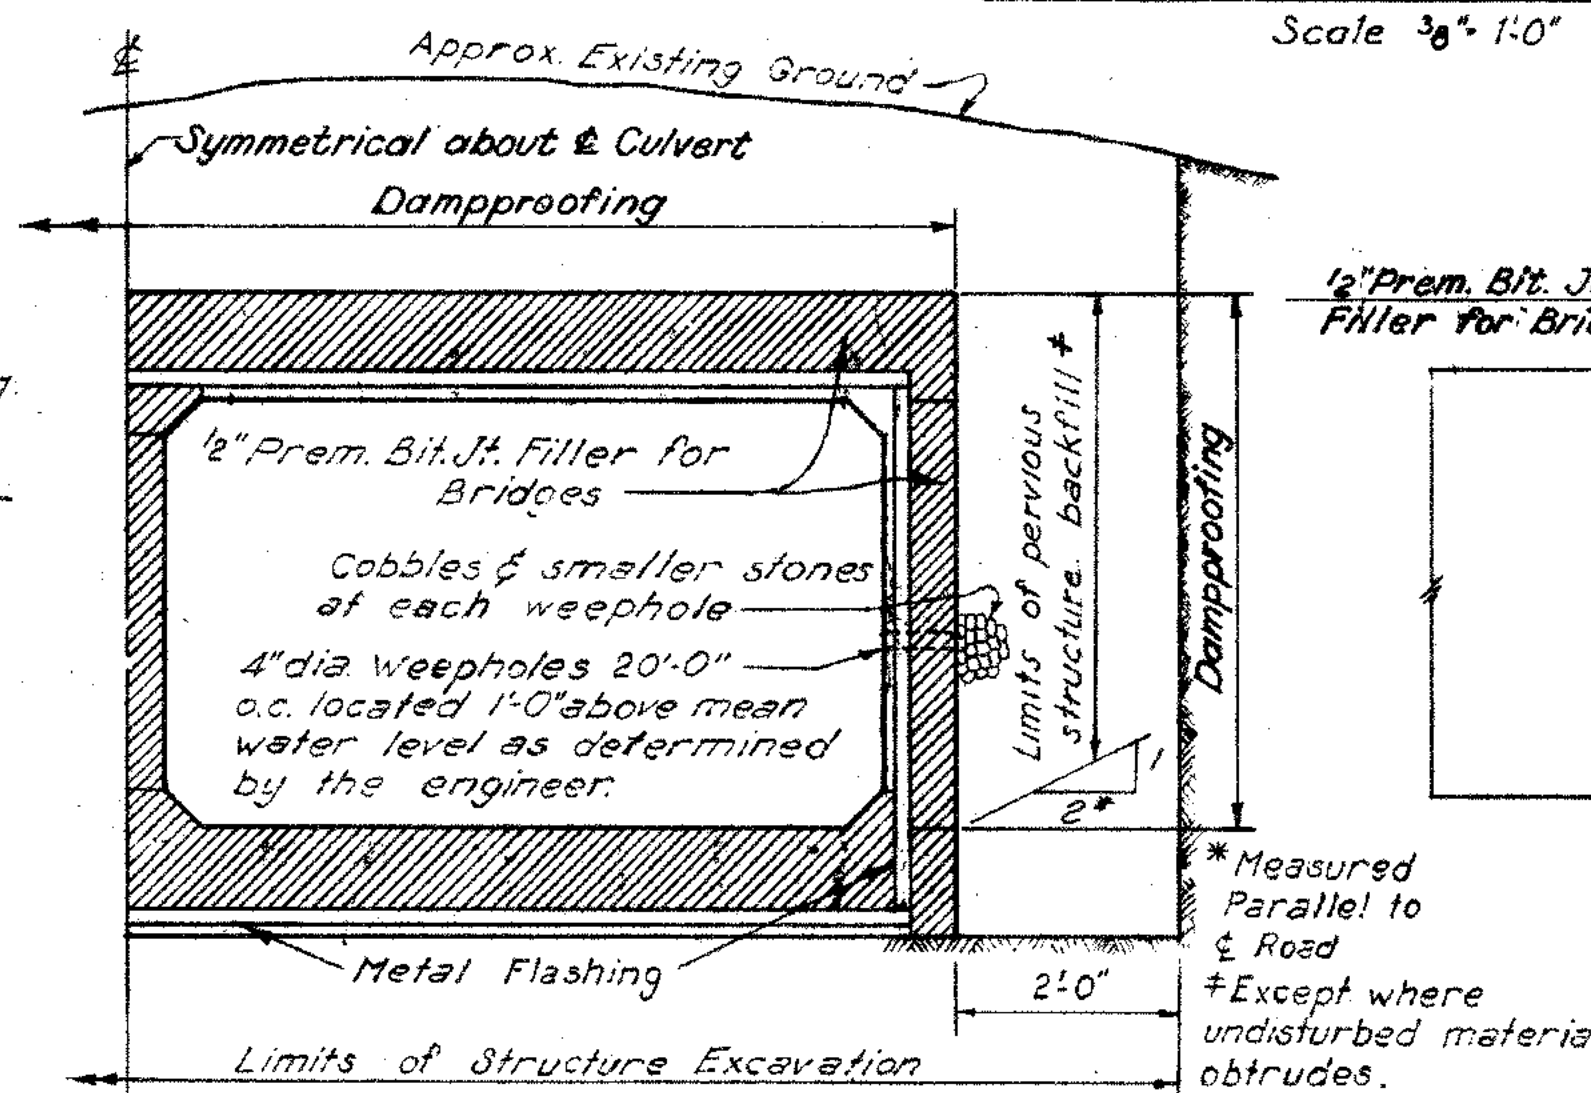 Scale 3/8"= 1'-0"
℄
Approx. Existing Ground
Symmetrical about ℄ Culvert
Dampproofing
1/2" Prem. Bit. J
Filler for Bri
1/2" Prem. Bit. Jt. Filler for
Bridges
Cobbles & smaller stones
at each weephole
4" dia. weepholes 20'-0"
o.c. located 1'-0" above mean
water level as determined
by the engineer.
Limits of pervious
structure backfill ‡
Dampproofing
1
2*
Metal Flashing
2'-0"
* Measured
Parallel to
℄ Road
‡ Except where
undisturbed materia
obtrudes.
Limits of Structure Excavation